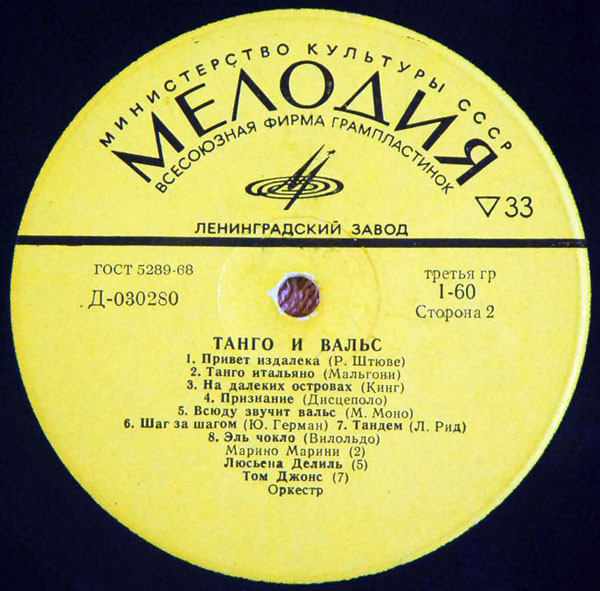 МИНИСТЕРСТВО КУЛЬТУРЫ СССР
МЕЛОДИЯ
ВСЕСОЮЗНАЯ ФИРМА ГРАМПЛАСТИНОК
▽33
ЛЕНИНГРАДСКИЙ ЗАВОД
ГОСТ 5289-68
Д-030280
третья гр
1-60
Сторона 2
ТАНГО И ВАЛЬС
1. Привет издалека (Р. Штюве)
2. Танго итальяно (Мальгони)
3. На далеких островах (Кинг)
4. Признание (Дисцеполо)
5. Всюду звучит вальс (М. Моно)
6. Шаг за шагом (Ю. Герман) 7. Тандем (Л. Рид)
8. Эль чокло (Вилольдо)
Марино Марини (2)
Люсьена Делиль (5)
Том Джонс (7)
Оркестр